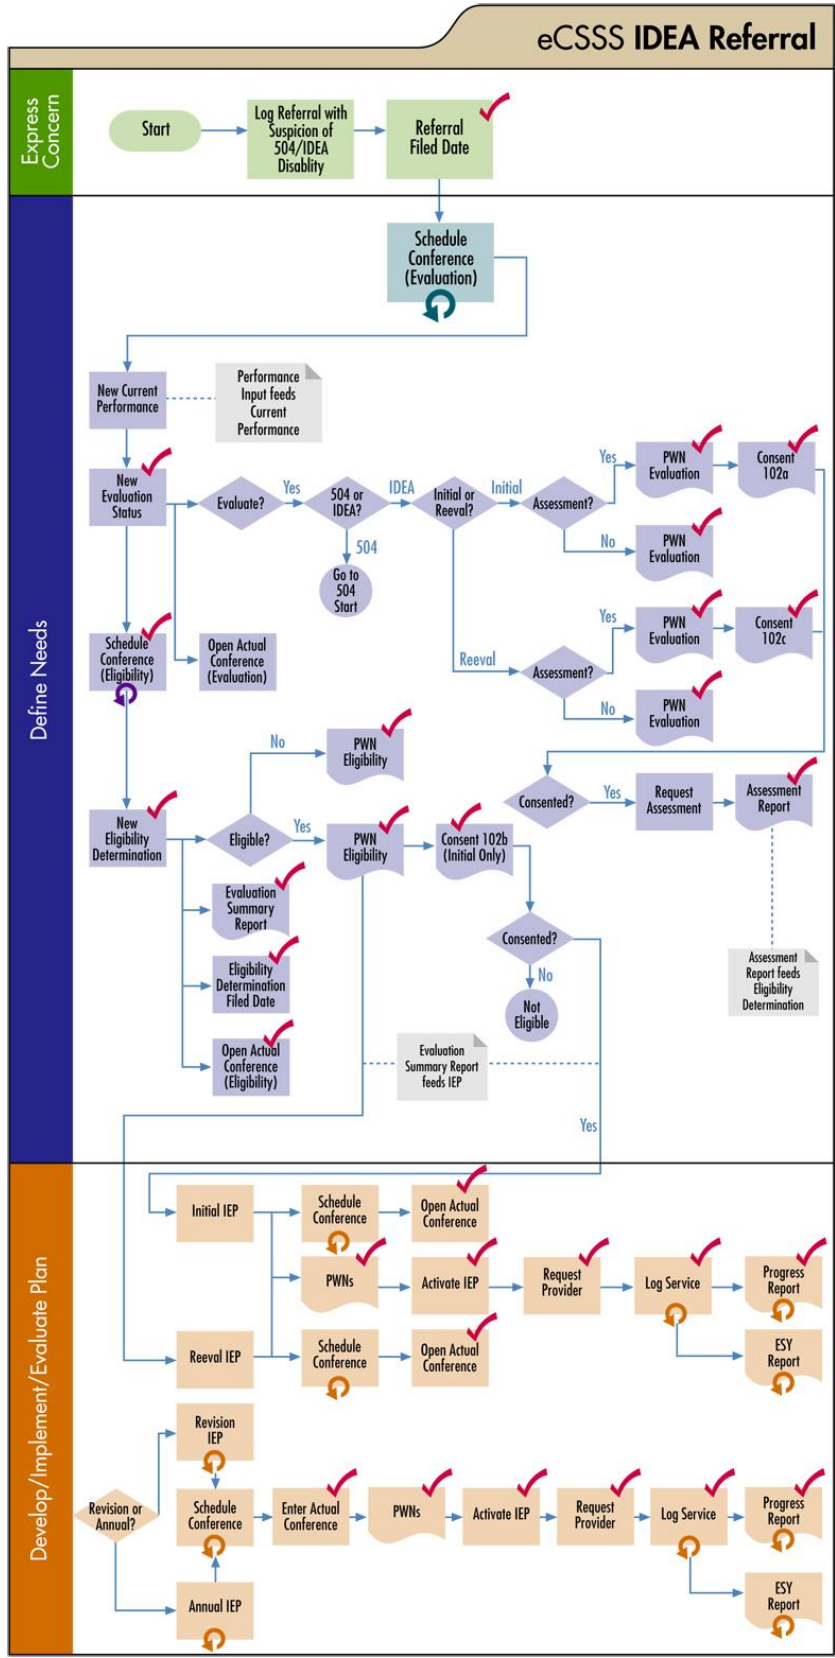 eCSSS IDEA Referral
Express
Concern
Start
Log Referral with
Suspicion of
504/IDEA
Disablity
Referral
Filed Date
Define Needs
Schedule
Conference
(Evaluation)
New Current
Performance
Performance
Input feeds
Current
Performance
New
Evaluation
Status
Evaluate?
Yes
504 or
IDEA?
IDEA
Initial or
Reeval?
Initial
Assessment?
Yes
PWN
Evaluation
Consent
102a
No
PWN
Evaluation
504
Go to
504
Start
Schedule
Conference
(Eligibility)
Open Actual
Conference
(Evaluation)
Reeval
Assessment?
Yes
PWN
Evaluation
Consent
102c
No
PWN
Evaluation
No
PWN
Eligibility
Consented?
Yes
Request
Assessment
Assessment
Report
New
Eligibility
Determination
Eligible?
Yes
PWN
Eligibility
Consent 102b
(Initial Only)
Evaluation
Summary
Report
Consented?
No
Not
Eligible
Eligibility
Determination
Filed Date
Assessment
Report feeds
Eligibility
Determination
Open Actual
Conference
(Eligibility)
Evaluation
Summary Report
feeds IEP
Yes
Develop/Implement/Evaluate Plan
Initial IEP
Schedule
Conference
Open Actual
Conference
PWNs
Activate IEP
Request
Provider
Log Service
Progress
Report
Reeval IEP
Schedule
Conference
Open Actual
Conference
ESY
Report
Revision
IEP
Revision or
Annual?
Schedule
Conference
Enter Actual
Conference
PWNs
Activate IEP
Request
Provider
Log Service
Progress
Report
Annual IEP
ESY
Report